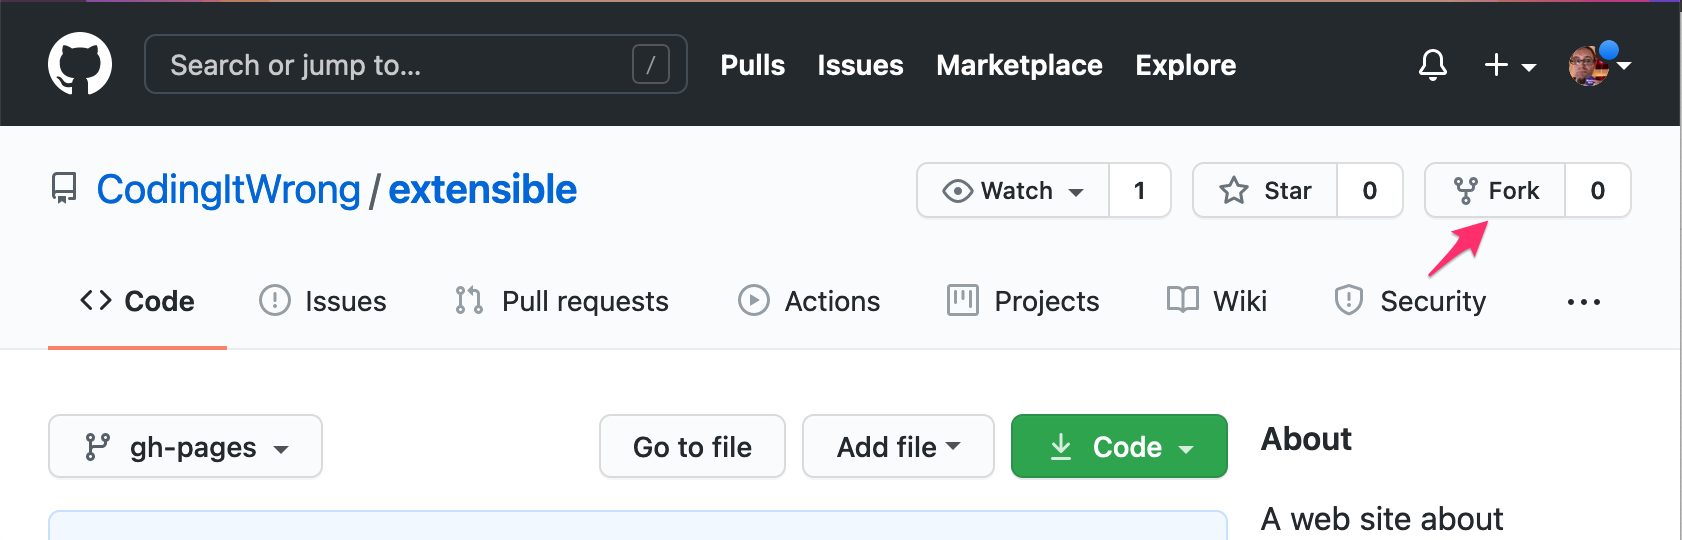 Search or jump to... / Pulls Issues Marketplace Explore
CodingItWrong / extensible Watch 1 Star 0 Fork 0
Code Issues Pull requests Actions Projects Wiki Security ...
gh-pages Go to file Add file Code About
A web site about